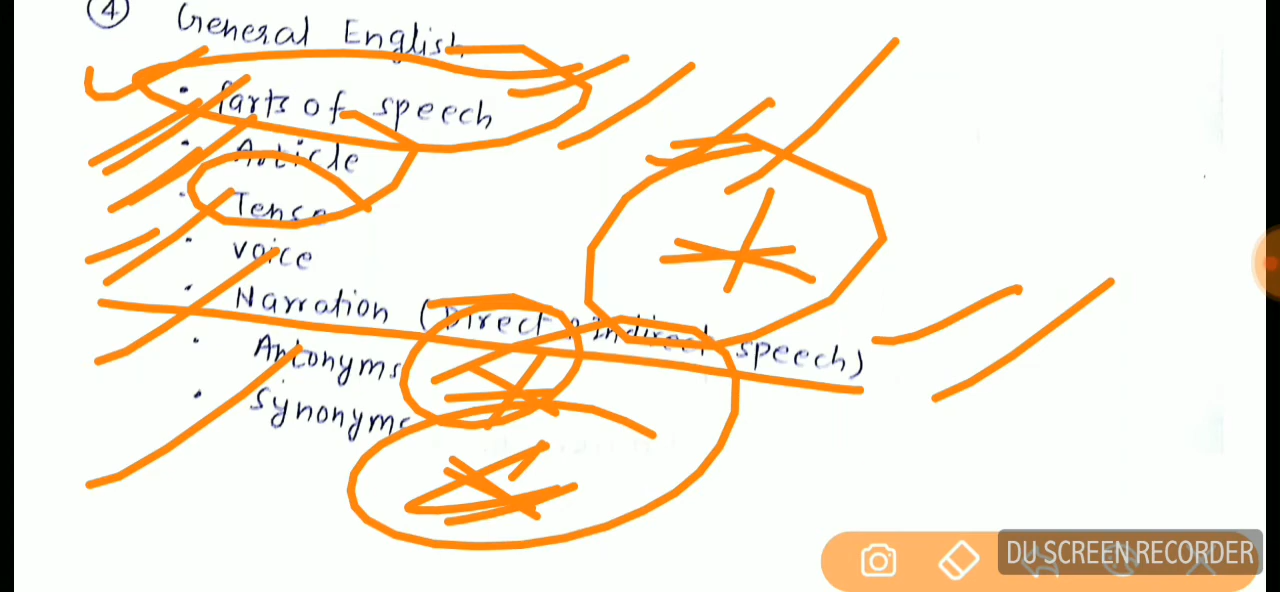 ④ General English
• Parts of speech
• Article
• Tense
• voice
• Narration (Direct, indirect speech)
• Antonyms
• Synonyms
DU SCREEN RECORDER